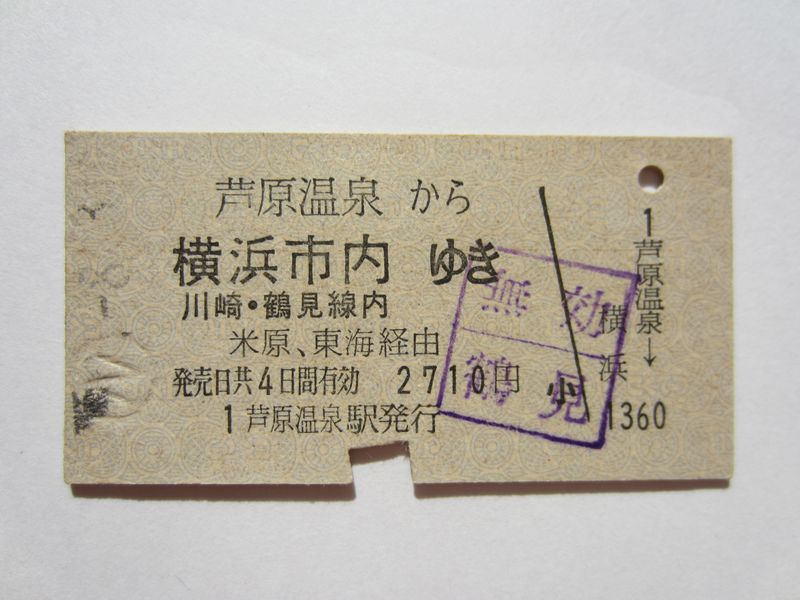 芦原温泉 から
横浜市内 ゆき
川崎・鶴見線内
米原、東海経由
発売日共4日間有効 2710円
1 芦原温泉駅発行
無効
鶴見
小
1
芦原温泉→
横浜
1360